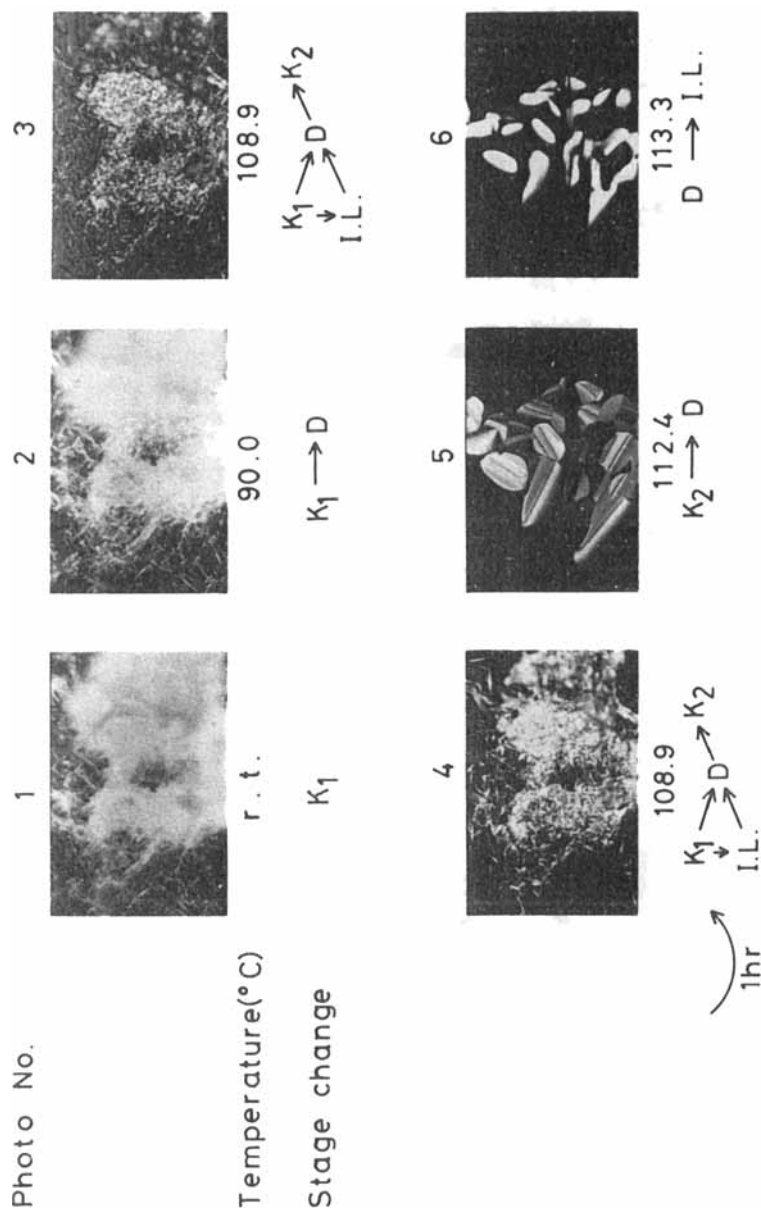 Photo No. 1 2 3
Temperature(°C) r.t. 90.0 108.9
Stage change K1 K1 → D K1 → D → K2
I.L.
4 5 6
108.9 112.4 113.3
K1 → D → K2 K2 → D D → I.L.
I.L.
1hr